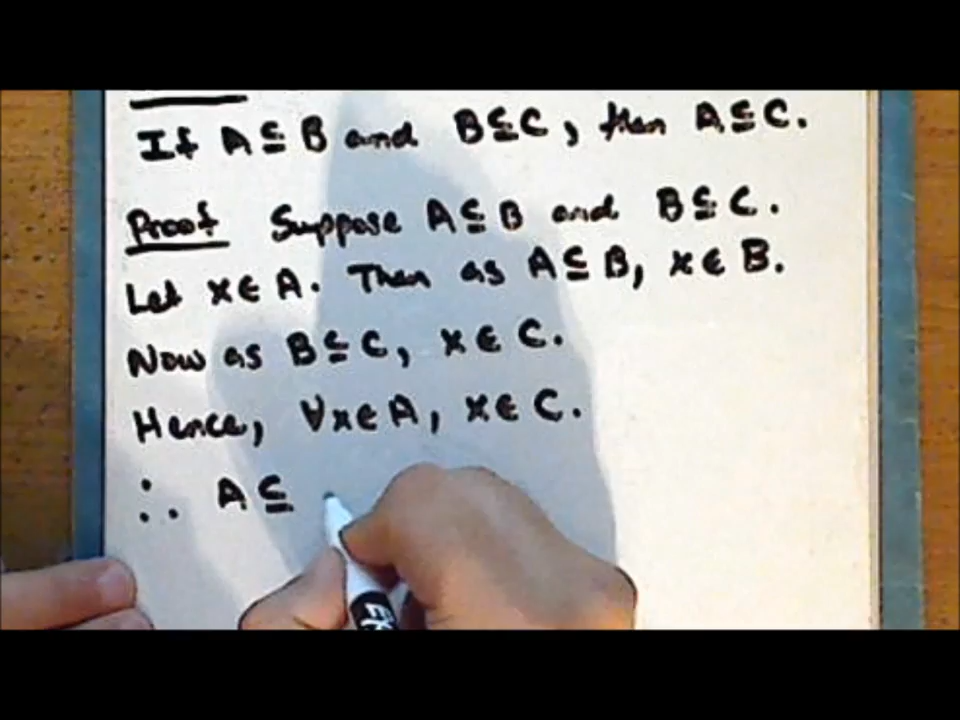 If A ⊆ B and B ⊆ C, then A ⊆ C.
Proof Suppose A ⊆ B and B ⊆ C.
Let x ∈ A. Then as A ⊆ B, x ∈ B.
Now as B ⊆ C, x ∈ C.
Hence, ∀x ∈ A, x ∈ C.
∴ A ⊆